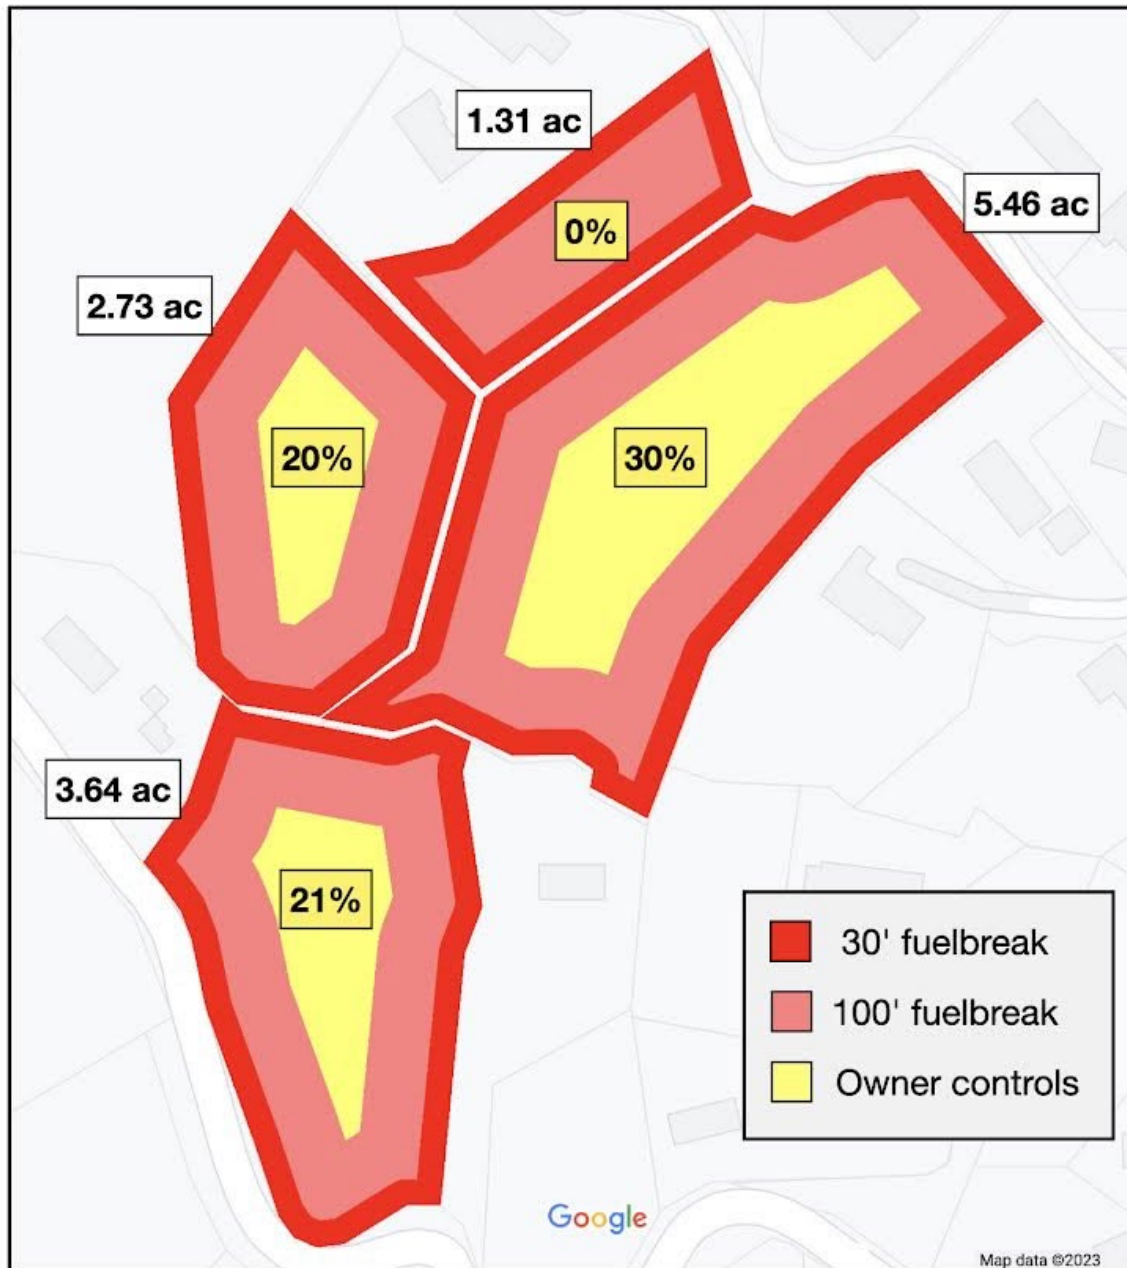 1.31 ac
5.46 ac
0%
2.73 ac
20%
30%
3.64 ac
21%
30' fuelbreak
100' fuelbreak
Owner controls
Google
Map data ©2023